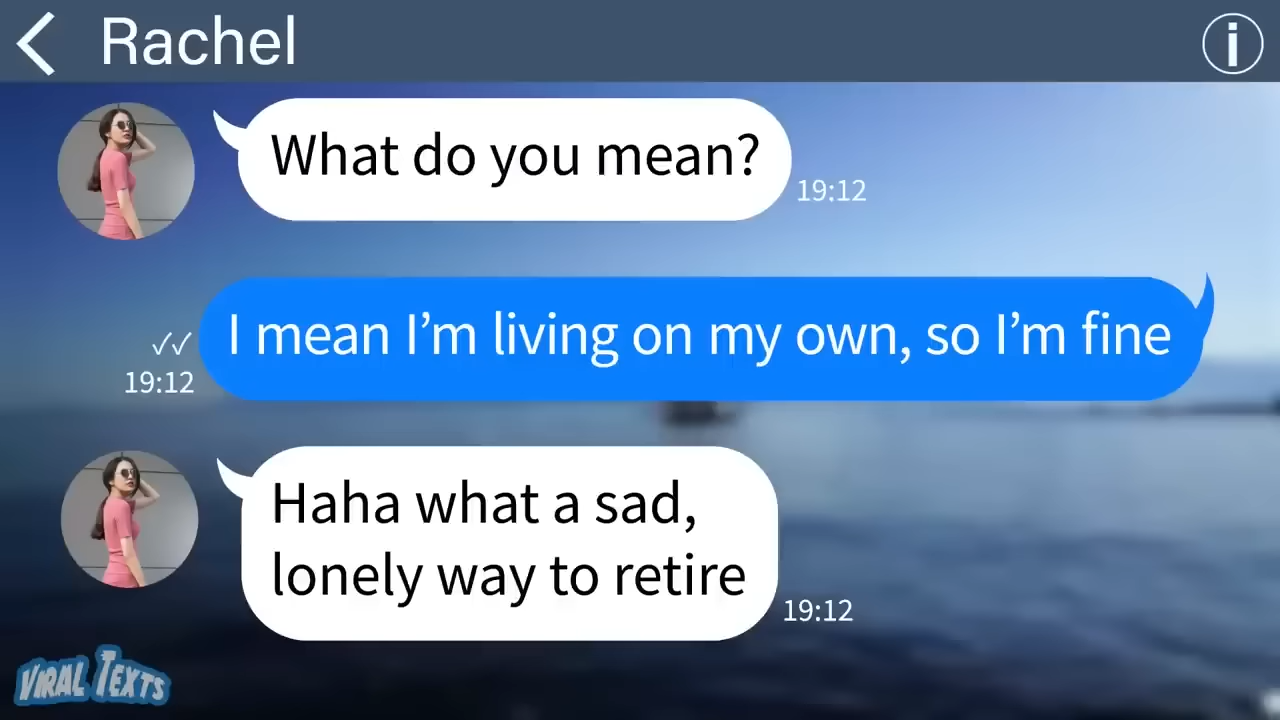 Rachel
What do you mean?
19:12
I mean I’m living on my own, so I’m fine
19:12
Haha what a sad,
lonely way to retire
19:12
VIRAL TEXTS